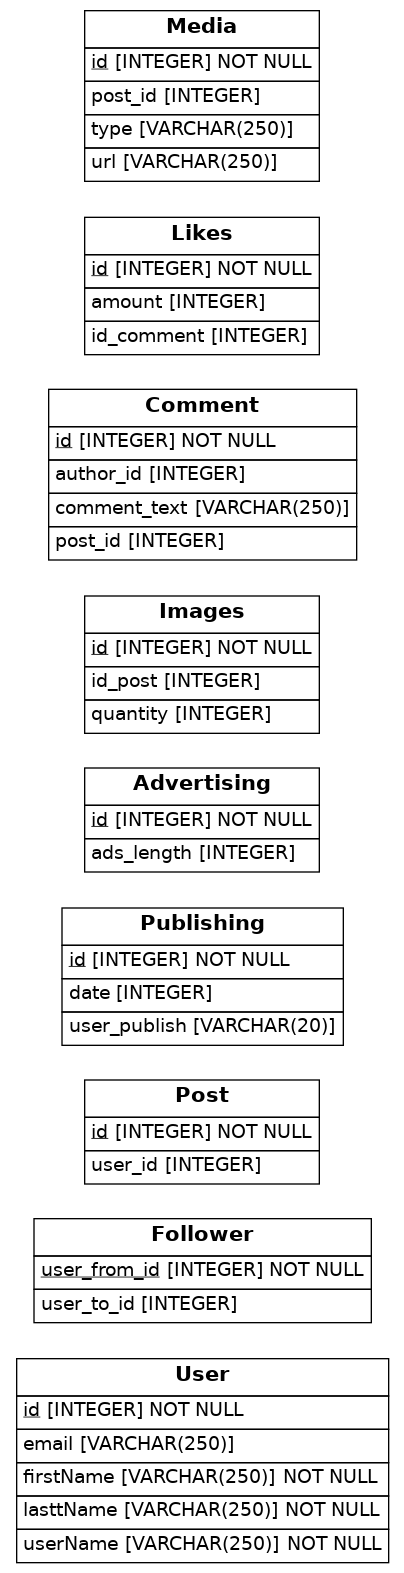 Media
id [INTEGER] NOT NULL
post_id [INTEGER]
type [VARCHAR(250)]
url [VARCHAR(250)]
Likes
id [INTEGER] NOT NULL
amount [INTEGER]
id_comment [INTEGER]
Comment
id [INTEGER] NOT NULL
author_id [INTEGER]
comment_text [VARCHAR(250)]
post_id [INTEGER]
Images
id [INTEGER] NOT NULL
id_post [INTEGER]
quantity [INTEGER]
Advertising
id [INTEGER] NOT NULL
ads_length [INTEGER]
Publishing
id [INTEGER] NOT NULL
date [INTEGER]
user_publish [VARCHAR(20)]
Post
id [INTEGER] NOT NULL
user_id [INTEGER]
Follower
user_from_id [INTEGER] NOT NULL
user_to_id [INTEGER]
User
id [INTEGER] NOT NULL
email [VARCHAR(250)]
firstName [VARCHAR(250)] NOT NULL
lasttName [VARCHAR(250)] NOT NULL
userName [VARCHAR(250)] NOT NULL